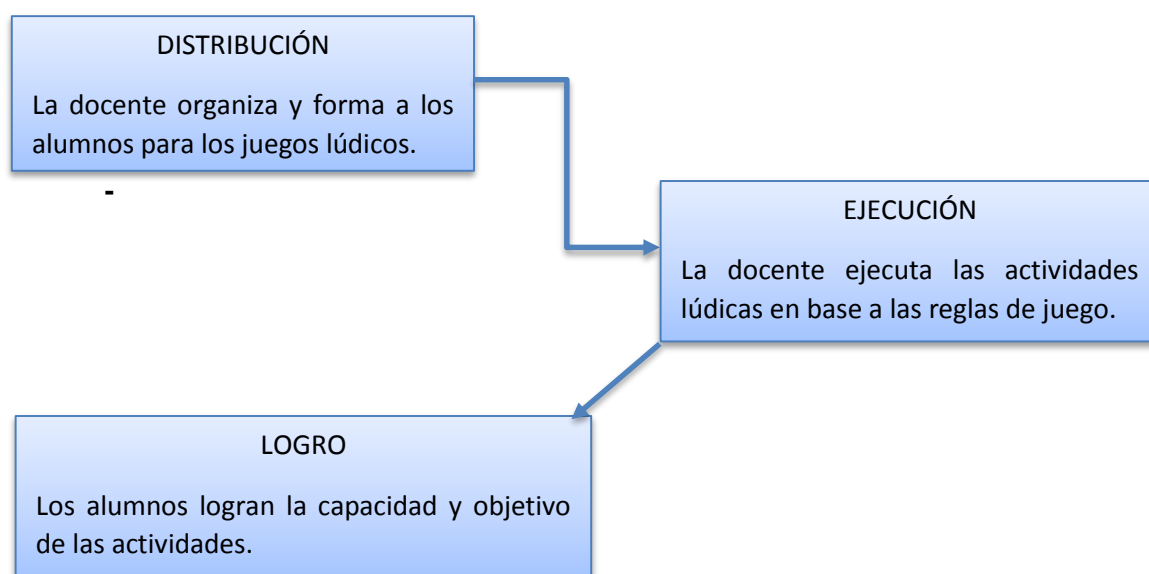 DISTRIBUCIÓN
La docente organiza y forma a los
alumnos para los juegos lúdicos.
-
EJECUCIÓN
La docente ejecuta las actividades
lúdicas en base a las reglas de juego.
LOGRO
Los alumnos logran la capacidad y objetivo
de las actividades.